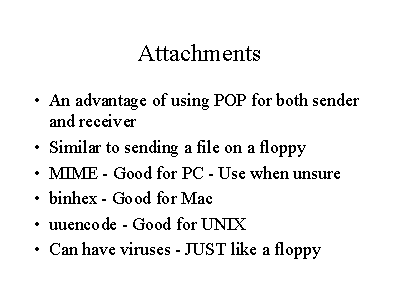 Attachments
• An advantage of using POP for both sender
and receiver
• Similar to sending a file on a floppy
• MIME - Good for PC - Use when unsure
• binhex - Good for Mac
• uuencode - Good for UNIX
• Can have viruses - JUST like a floppy